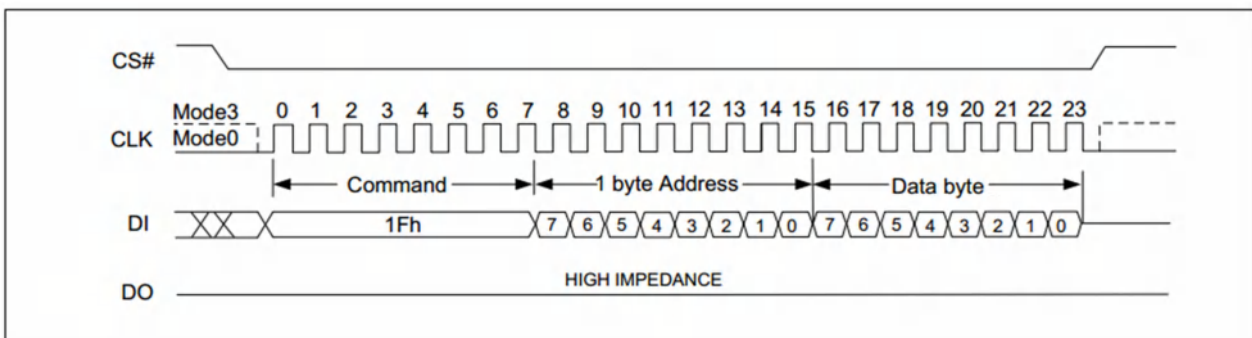 CS#
Mode3 0 1 2 3 4 5 6 7 8 9 10 11 12 13 14 15 16 17 18 19 20 21 22 23
CLK Mode0
Command 1 byte Address Data byte
DI 1Fh 7 6 5 4 3 2 1 0 7 6 5 4 3 2 1 0
HIGH IMPEDANCE
DO